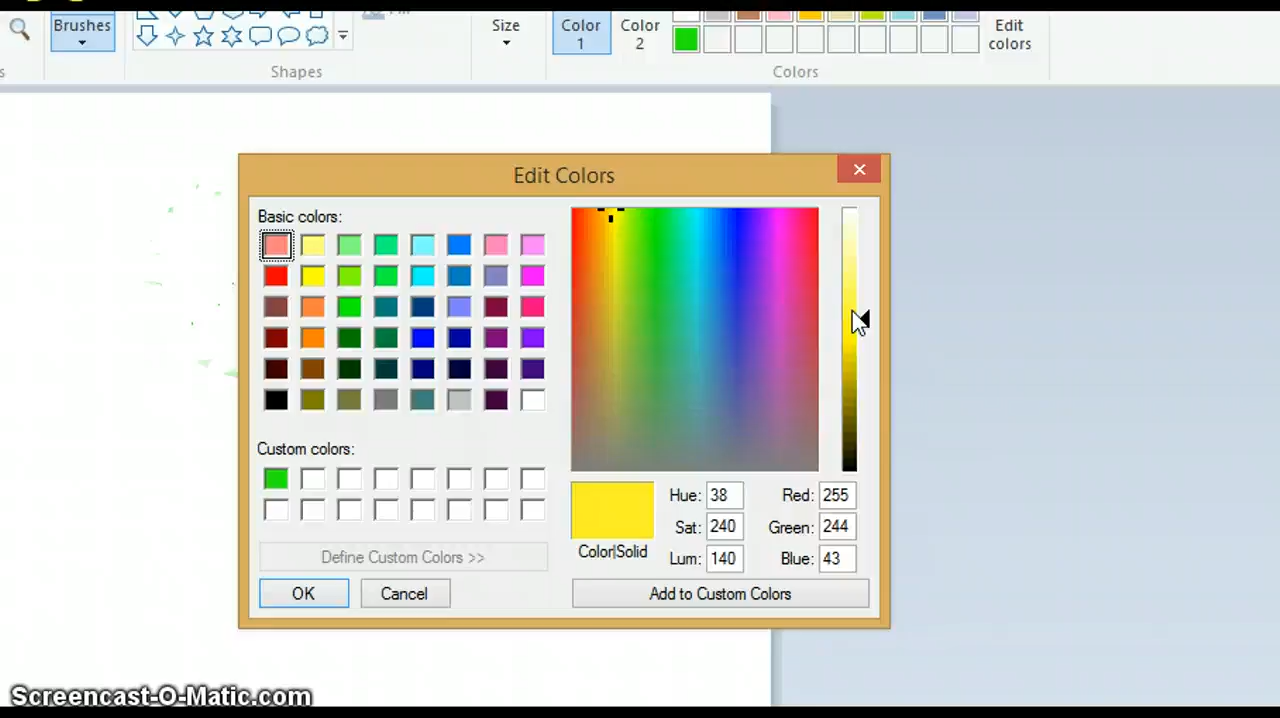 Brushes
Size
Color 1
Color 2
Edit colors
Shapes
Colors
Edit Colors
Basic colors:
Custom colors:
Define Custom Colors >>
OK
Cancel
Color|Solid
Hue: 38
Sat: 240
Lum: 140
Red: 255
Green: 244
Blue: 43
Add to Custom Colors
Screencast-O-Matic.com